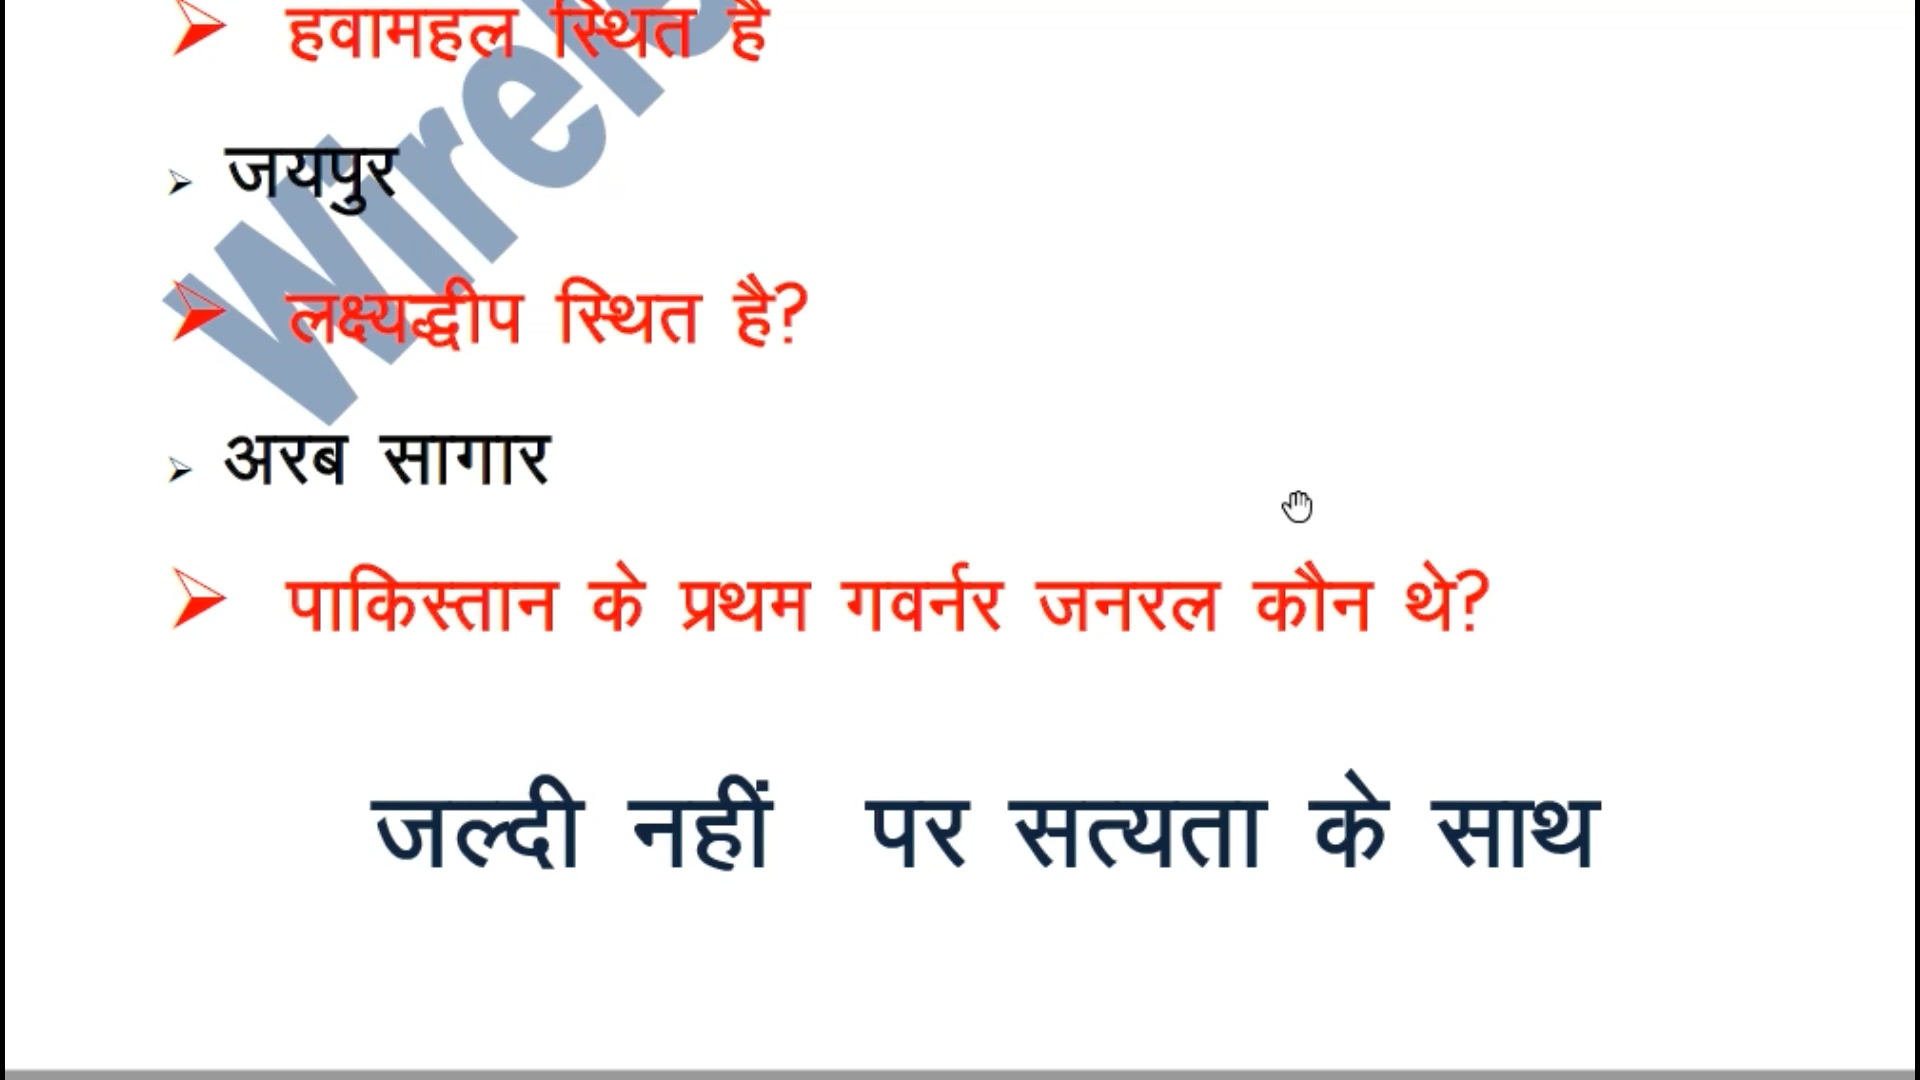 हवामहल स्थित है
जयपुर
लक्ष्यद्धीप स्थित है?
अरब सागार
पाकिस्तान के प्रथम गवर्नर जनरल कौन थे?
जल्दी नहीं पर सत्यता के साथ